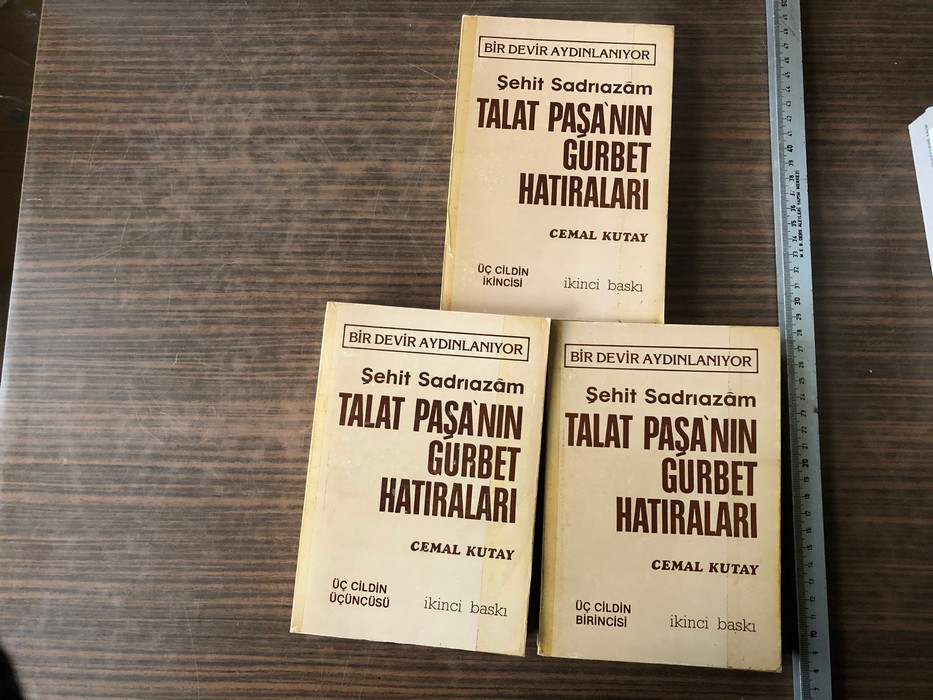 BİR DEVİR AYDINLANIYOR
Şehit Sadrıazâm
TALAT PAŞA'NIN
GURBET
HATIRALARI
CEMAL KUTAY
ÜÇ CİLDİN
İKİNCİSİ
ikinci baskı
BİR DEVİR AYDINLANIYOR
Şehit Sadrıazâm
TALAT PAŞA'NIN
GURBET
HATIRALARI
CEMAL KUTAY
ÜÇ CİLDİN
ÜÇÜNCÜSÜ
ikinci baskı
BİR DEVİR AYDINLANIYOR
Şehit Sadrıazâm
TALAT PAŞA'NIN
GURBET
HATIRALARI
CEMAL KUTAY
ÜÇ CİLDİN
BİRİNCİSİ
ikinci baskı